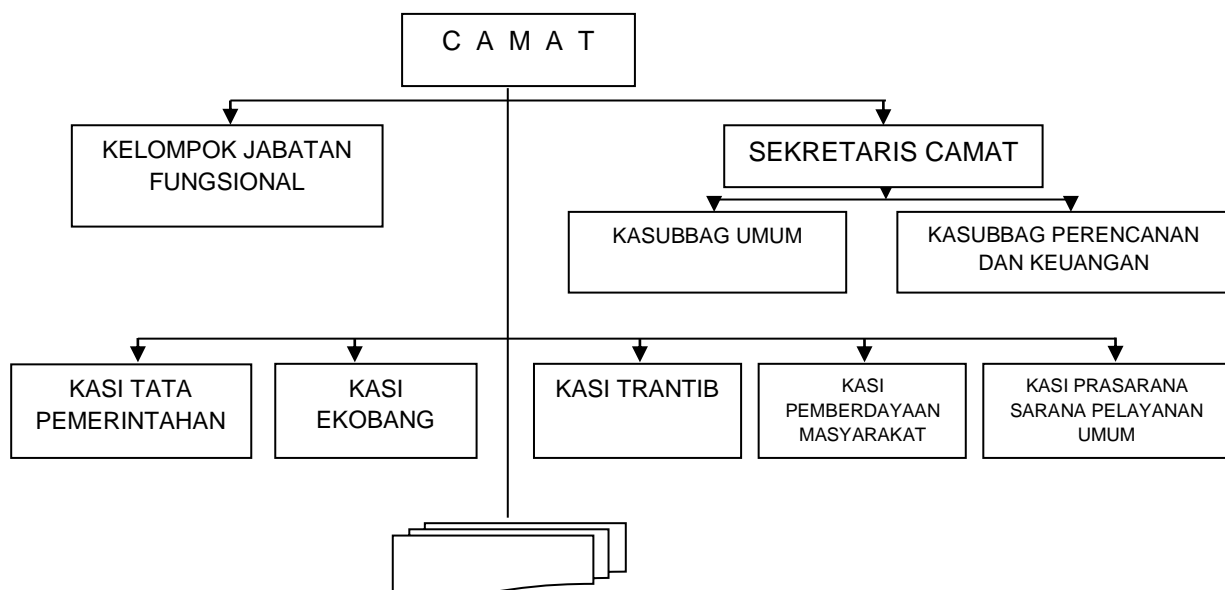 C A M A T
KELOMPOK JABATAN
FUNGSIONAL
SEKRETARIS CAMAT
KASUBBAG UMUM
KASUBBAG PERENCANAN
DAN KEUANGAN
KASI TATA
PEMERINTAHAN
KASI
EKOBANG
KASI TRANTIB
KASI
PEMBERDAYAAN
MASYARAKAT
KASI PRASARANA
SARANA PELAYANAN
UMUM